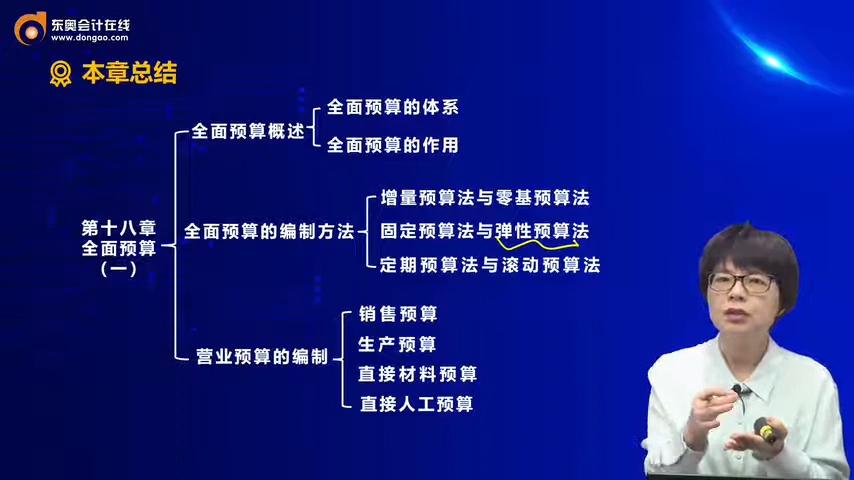 东奥会计在线
www.dongao.com
本章总结
第十八章
全面预算
(一)
全面预算概述
全面预算的体系
全面预算的作用
全面预算的编制方法
增量预算法与零基预算法
固定预算法与弹性预算法
定期预算法与滚动预算法
营业预算的编制
销售预算
生产预算
直接材料预算
直接人工预算